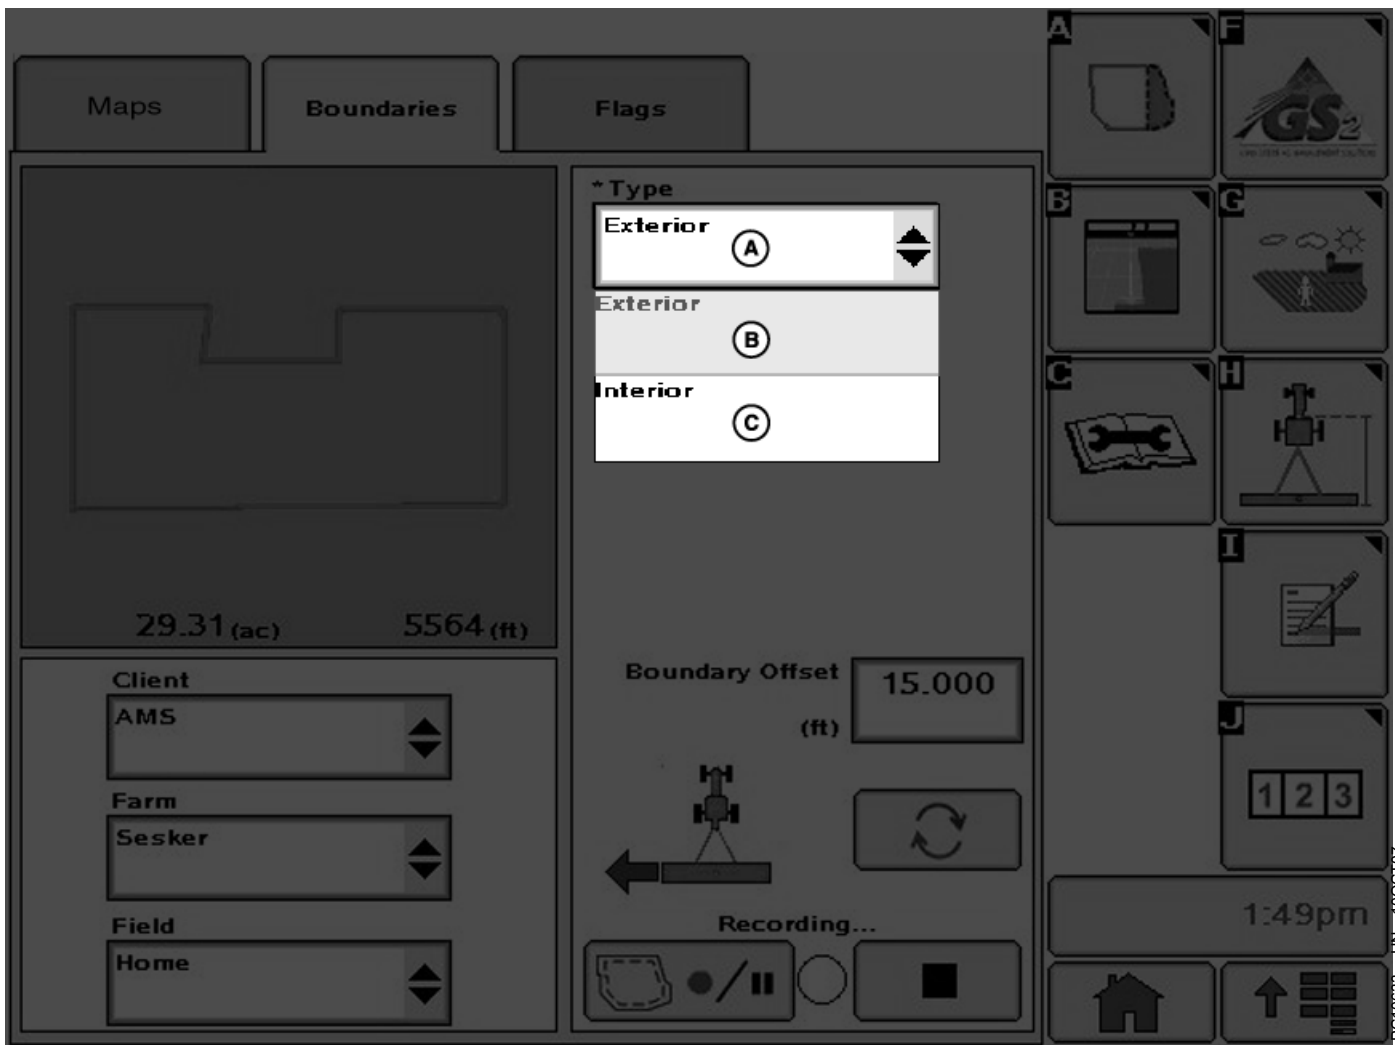 Maps
Boundaries
Flags
*Type
Exterior
A
Exterior
B
Interior
C
29.31 (ac)
5564 (ft)
Client
AMS
Farm
Sesker
Field
Home
Boundary Offset
(ft)
15.000
Recording...
A
F
GS2
B
G
C
H
I
J
1 2 3
1:49pm